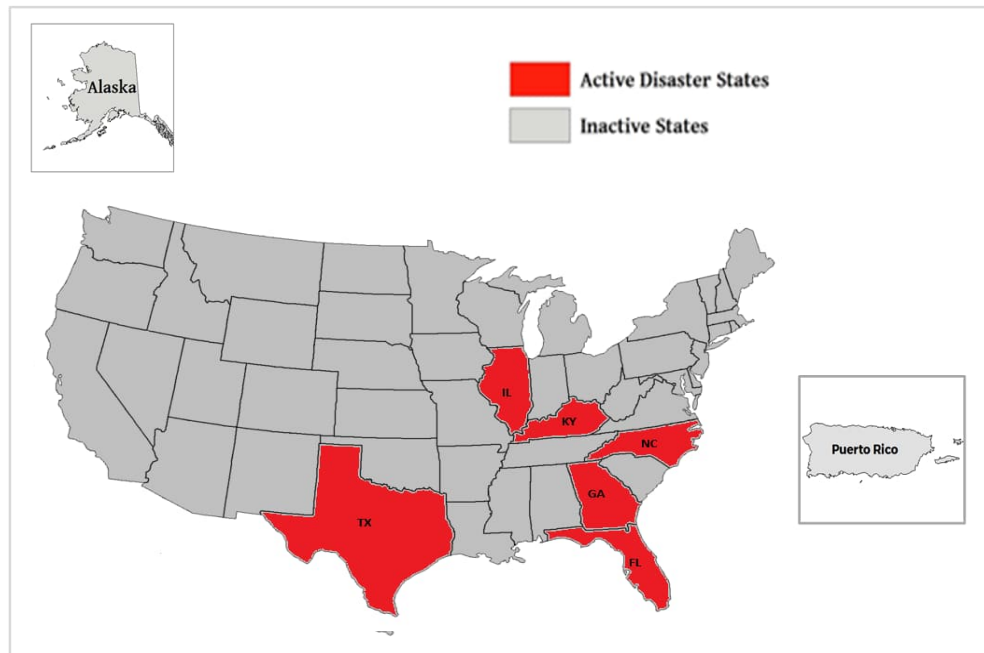 Alaska
Active Disaster States
Inactive States
IL
KY
NC
GA
TX
FL
Puerto Rico